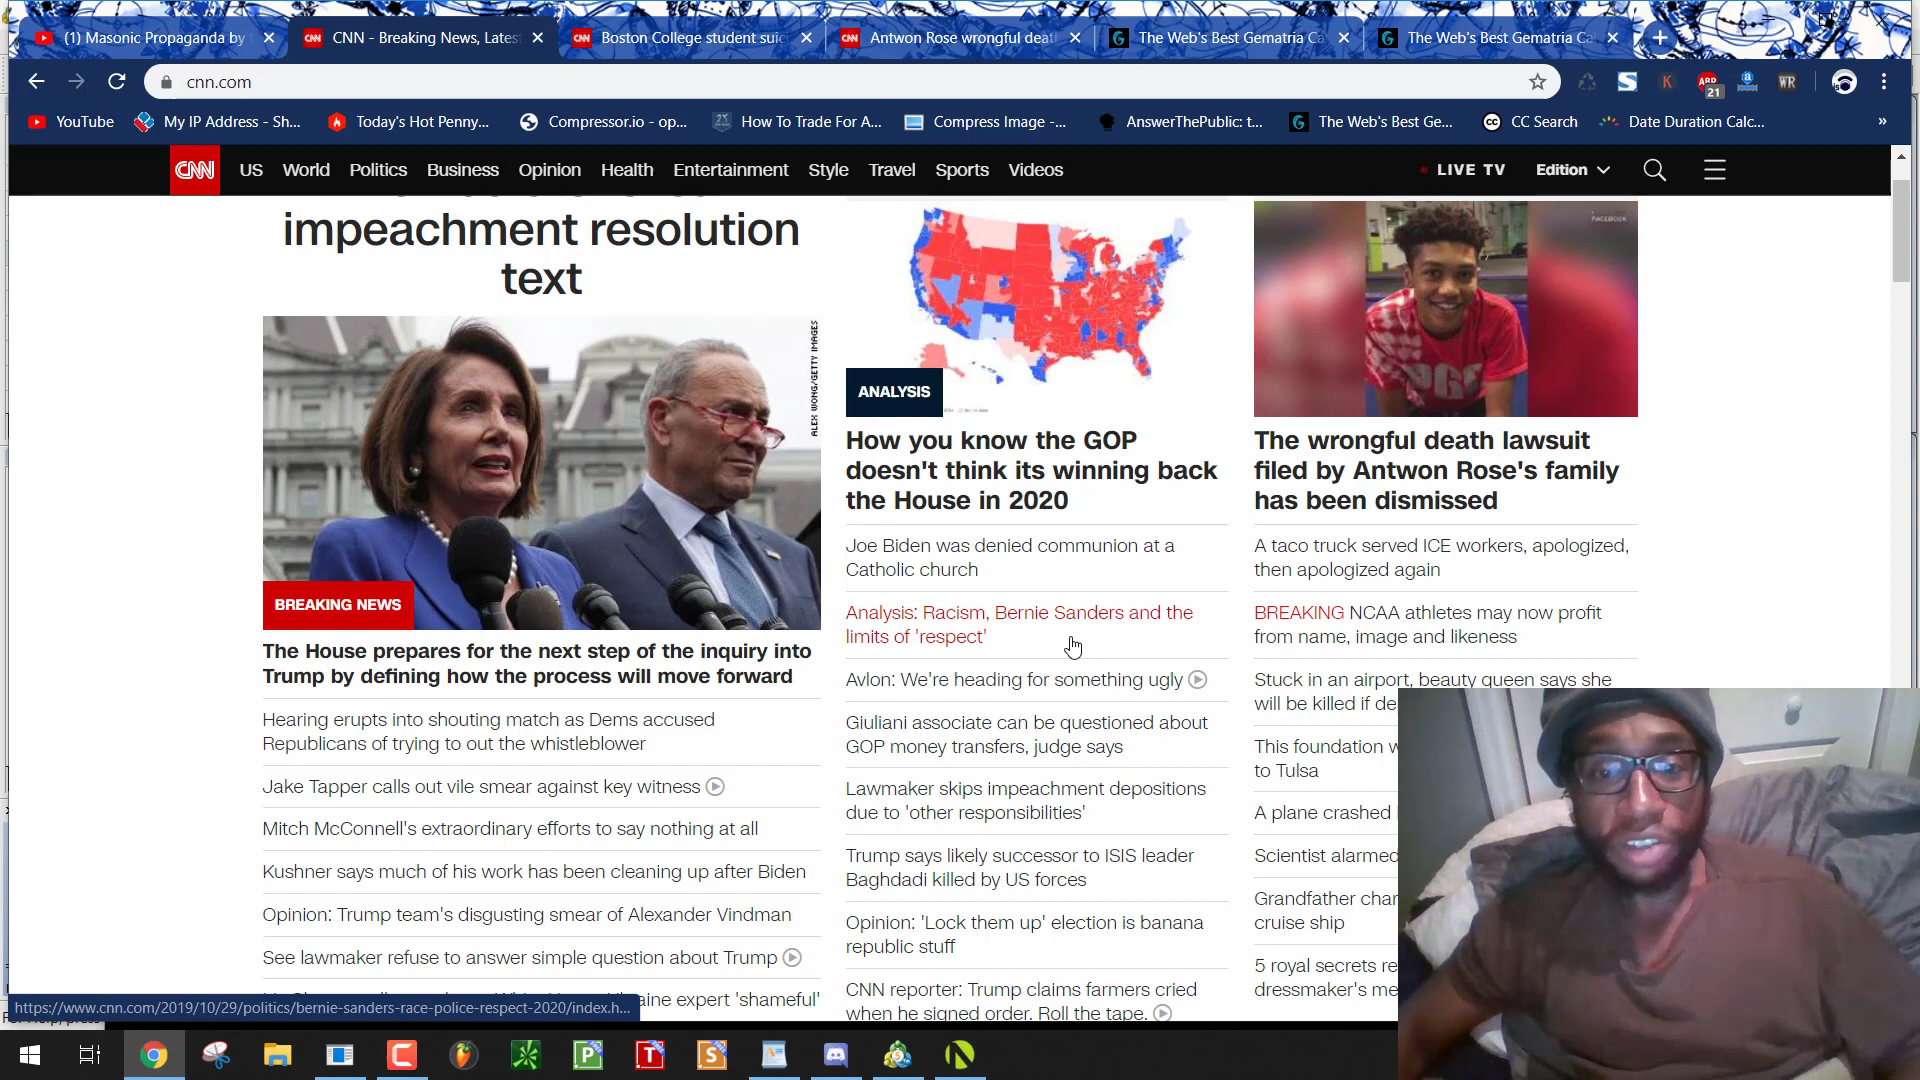 (1) Masonic Propaganda by
CNN - Breaking News, Latest
Boston College student suic
Antwon Rose wrongful deat
The Web's Best Gematria Ca
The Web's Best Gematria Ca
cnn.com
ABP
21
WR
YouTube
My IP Address - Sh...
Today's Hot Penny...
Compressor.io - op...
How To Trade For A...
Compress Image -...
AnswerThePublic: t...
The Web's Best Ge...
CC Search
Date Duration Calc...
»
CNN
US
World
Politics
Business
Opinion
Health
Entertainment
Style
Travel
Sports
Videos
LIVE TV
Edition
impeachment resolution
text
ALEX WONG/GETTY IMAGES
BREAKING NEWS
The House prepares for the next step of the inquiry into
Trump by defining how the process will move forward
Hearing erupts into shouting match as Dems accused
Republicans of trying to out the whistleblower
Jake Tapper calls out vile smear against key witness
Mitch McConnell's extraordinary efforts to say nothing at all
Kushner says much of his work has been cleaning up after Biden
Opinion: Trump team's disgusting smear of Alexander Vindman
See lawmaker refuse to answer simple question about Trump
expert 'shameful'
https://www.cnn.com/2019/10/29/politics/bernie-sanders-race-police-respect-2020/index.h...
ANALYSIS
How you know the GOP
doesn't think its winning back
the House in 2020
Joe Biden was denied communion at a
Catholic church
Analysis: Racism, Bernie Sanders and the
limits of 'respect'
Avlon: We're heading for something ugly
Giuliani associate can be questioned about
GOP money transfers, judge says
Lawmaker skips impeachment depositions
due to 'other responsibilities'
Trump says likely successor to ISIS leader
Baghdadi killed by US forces
Opinion: 'Lock them up' election is banana
republic stuff
CNN reporter: Trump claims farmers cried
when he signed order. Roll the tape.
FACEBOOK
The wrongful death lawsuit
filed by Antwon Rose's family
has been dismissed
A taco truck served ICE workers, apologized,
then apologized again
BREAKING NCAA athletes may now profit
from name, image and likeness
Stuck in an airport, beauty queen says she
will be killed if de
This foundation w
to Tulsa
A plane crashed
Scientist alarmed
Grandfather char
cruise ship
5 royal secrets re
dressmaker's me